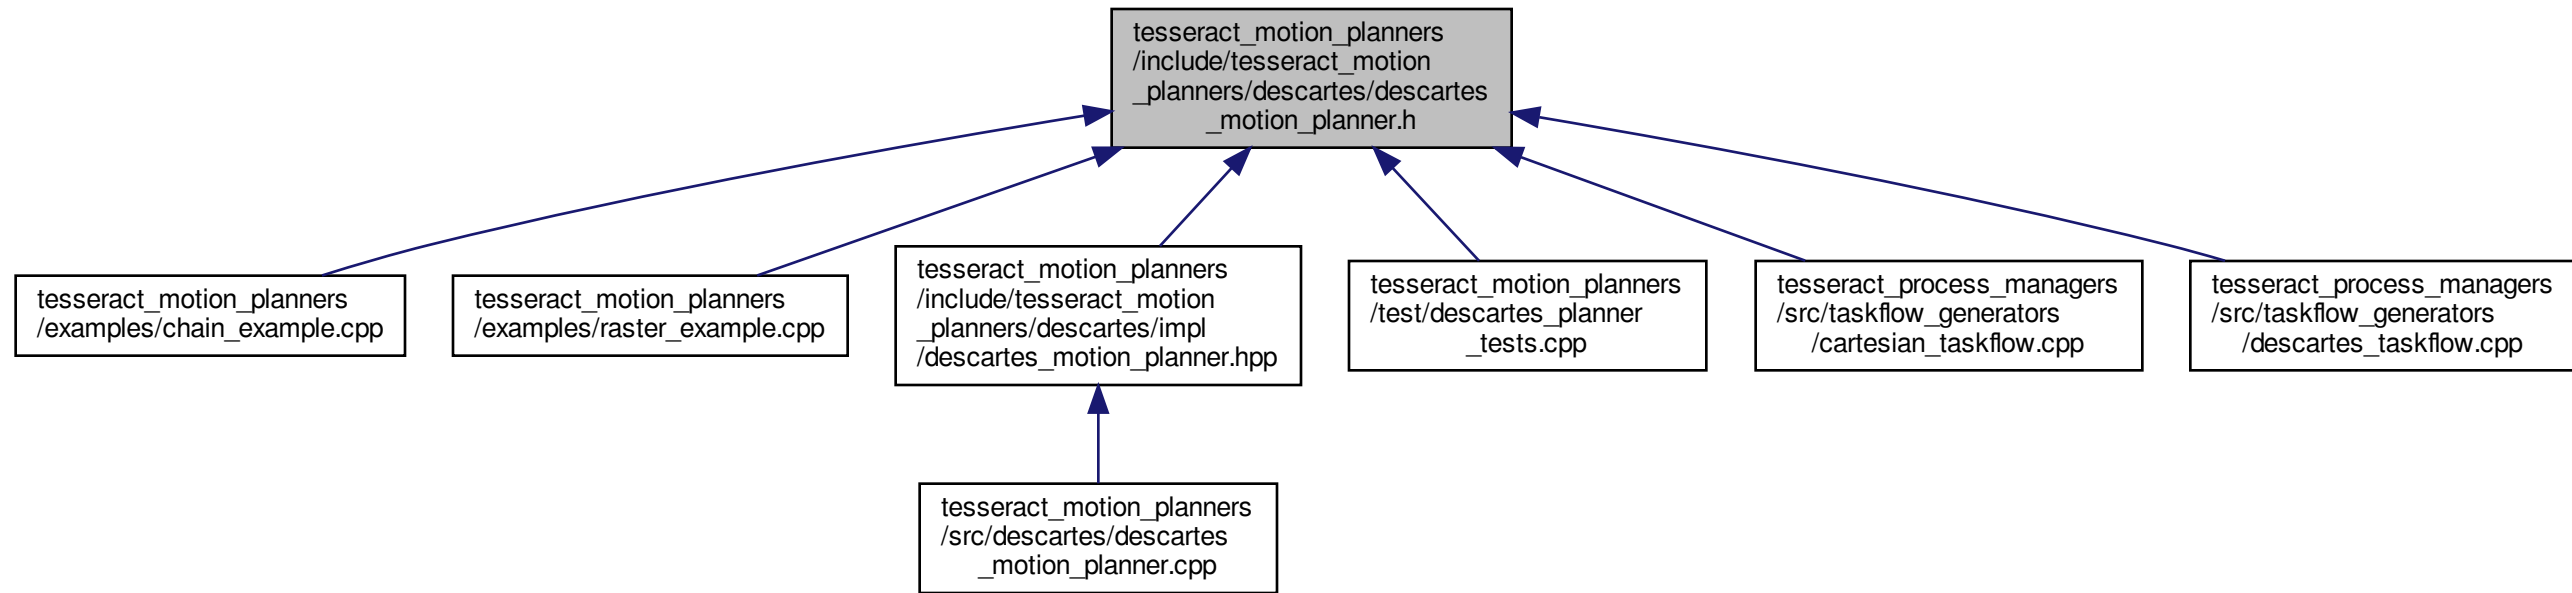 tesseract_motion_planners
/include/tesseract_motion
_planners/descartes/descartes
_motion_planner.h
tesseract_motion_planners
/examples/chain_example.cpp
tesseract_motion_planners
/examples/raster_example.cpp
tesseract_motion_planners
/include/tesseract_motion
_planners/descartes/impl
/descartes_motion_planner.hpp
tesseract_motion_planners
/test/descartes_planner
_tests.cpp
tesseract_process_managers
/src/taskflow_generators
/cartesian_taskflow.cpp
tesseract_process_managers
/src/taskflow_generators
/descartes_taskflow.cpp
tesseract_motion_planners
/src/descartes/descartes
_motion_planner.cpp